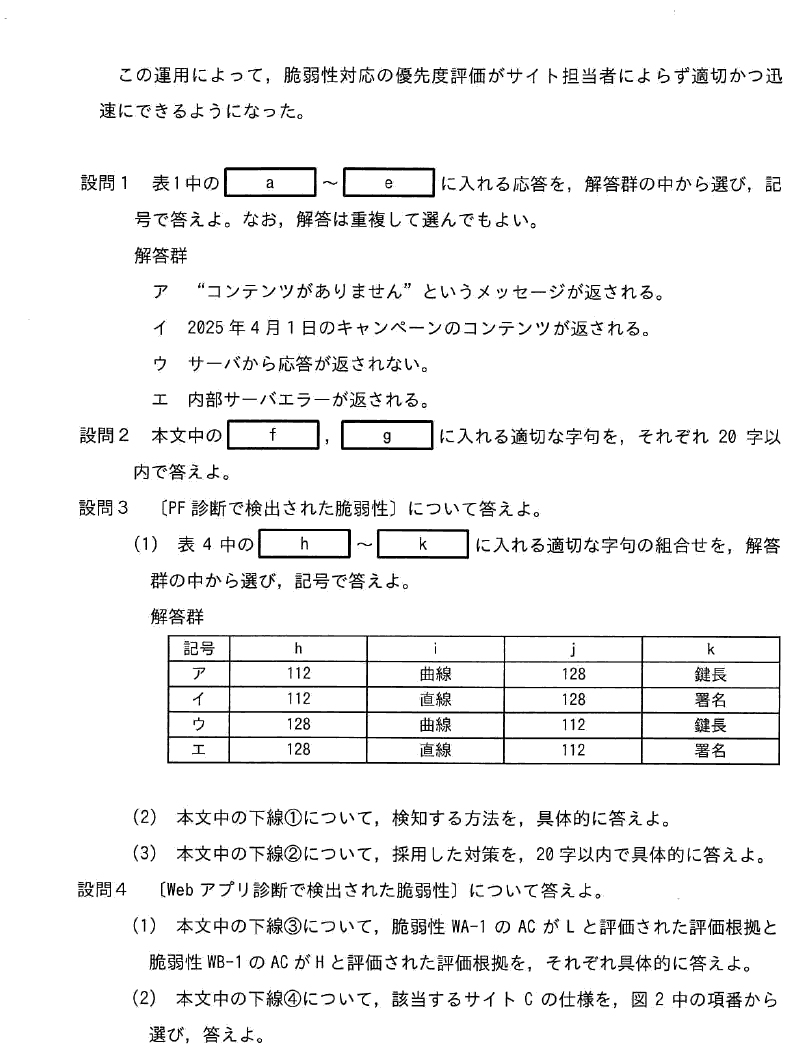 この運用によって，脆弱性対応の優先度評価がサイト担当者によらず適切かつ迅
速にできるようになった。
設問1　表1中の a ～ e に入れる応答を，解答群の中から選び，記
号で答えよ。なお，解答は重複して選んでもよい。
解答群
ア　“コンテンツがありません”というメッセージが返される。
イ　2025年4月1日のキャンペーンのコンテンツが返される。
ウ　サーバから応答が返されない。
エ　内部サーバエラーが返される。
設問2　本文中の f ， g に入れる適切な字句を，それぞれ 20 字以
内で答えよ。
設問3　〔PF 診断で検出された脆弱性〕について答えよ。
(1)　表 4 中の h ～ k に入れる適切な字句の組合せを，解答
群の中から選び，記号で答えよ。
解答群
記号 h i j k
ア 112 曲線 128 鍵長
イ 112 直線 128 署名
ウ 128 曲線 112 鍵長
エ 128 直線 112 署名
(2)　本文中の下線①について，検知する方法を，具体的に答えよ。
(3)　本文中の下線②について，採用した対策を，20 字以内で具体的に答えよ。
設問4　〔Web アプリ診断で検出された脆弱性〕について答えよ。
(1)　本文中の下線③について，脆弱性 WA-1 の AC が L と評価された評価根拠と
脆弱性 WB-1 の AC が H と評価された評価根拠を，それぞれ具体的に答えよ。
(2)　本文中の下線④について，該当するサイト C の仕様を，図 2 中の項番から
選び，答えよ。